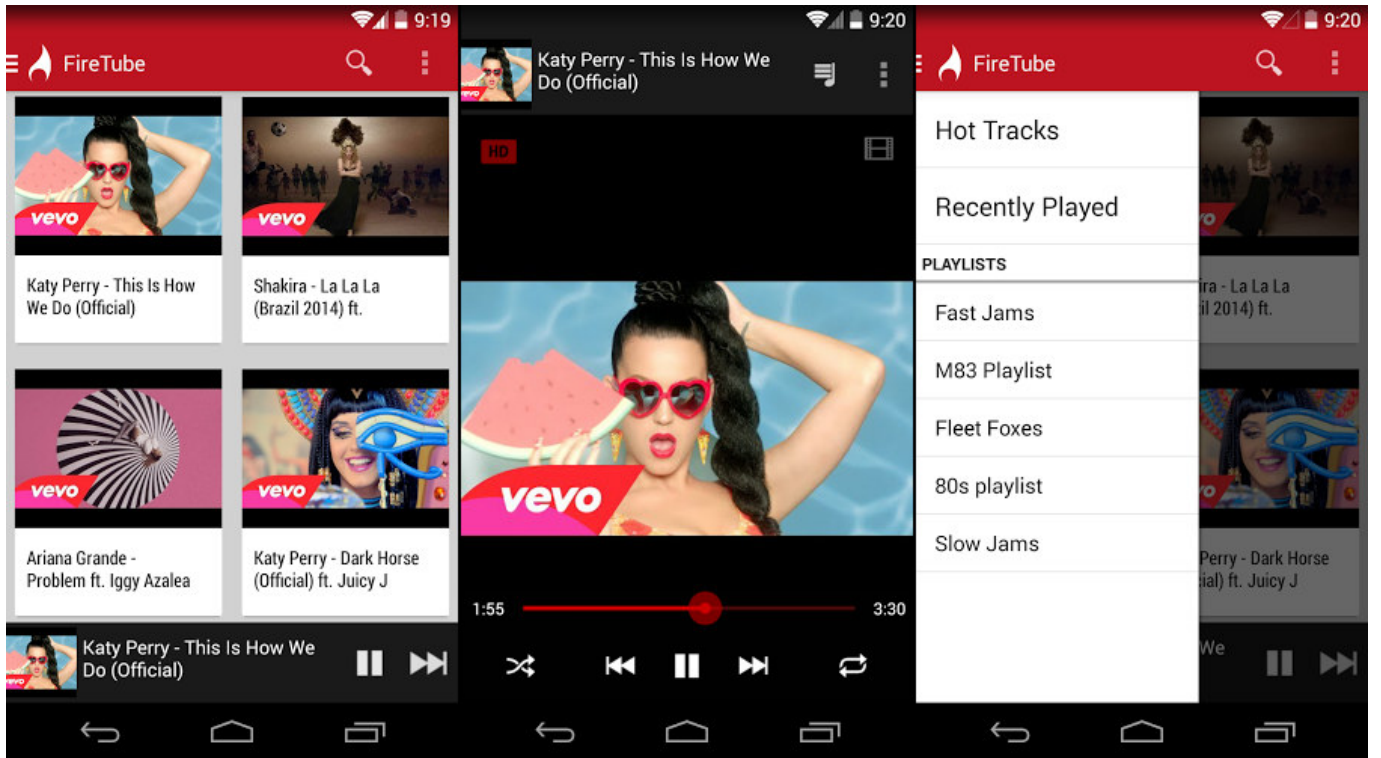 9:19
FireTube
vevo
vevo
Katy Perry - This Is How
We Do (Official)
Shakira - La La La
(Brazil 2014) ft.
vevo
vevo
Ariana Grande -
Problem ft. Iggy Azalea
Katy Perry - Dark Horse
(Official) ft. Juicy J
vevo
Katy Perry - This Is How We
Do (Official)
9:20
vevo
Katy Perry - This Is How We
Do (Official)
HD
vevo
1:55
3:30
9:20
FireTube
Hot Tracks
Recently Played
PLAYLISTS
Fast Jams
M83 Playlist
Fleet Foxes
80s playlist
Slow Jams
vo
ira - La La La
il 2014) ft.
vo
Perry - Dark Horse
ial) ft. Juicy J
We